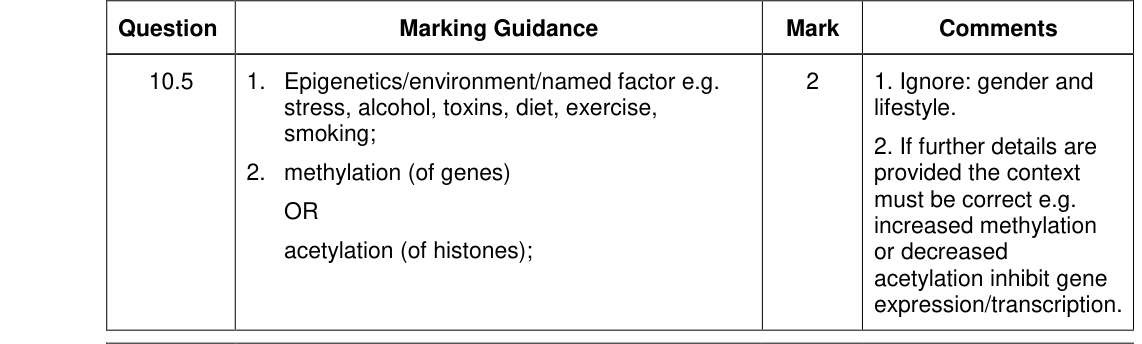 Question Marking Guidance Mark Comments
10.5 1. Epigenetics/environment/named factor e.g. 2 1. Ignore: gender and
stress, alcohol, toxins, diet, exercise, lifestyle.
smoking;
2. If further details are
2. methylation (of genes) provided the context
must be correct e.g.
OR
increased methylation
acetylation (of histones); or decreased
acetylation inhibit gene
expression/transcription.